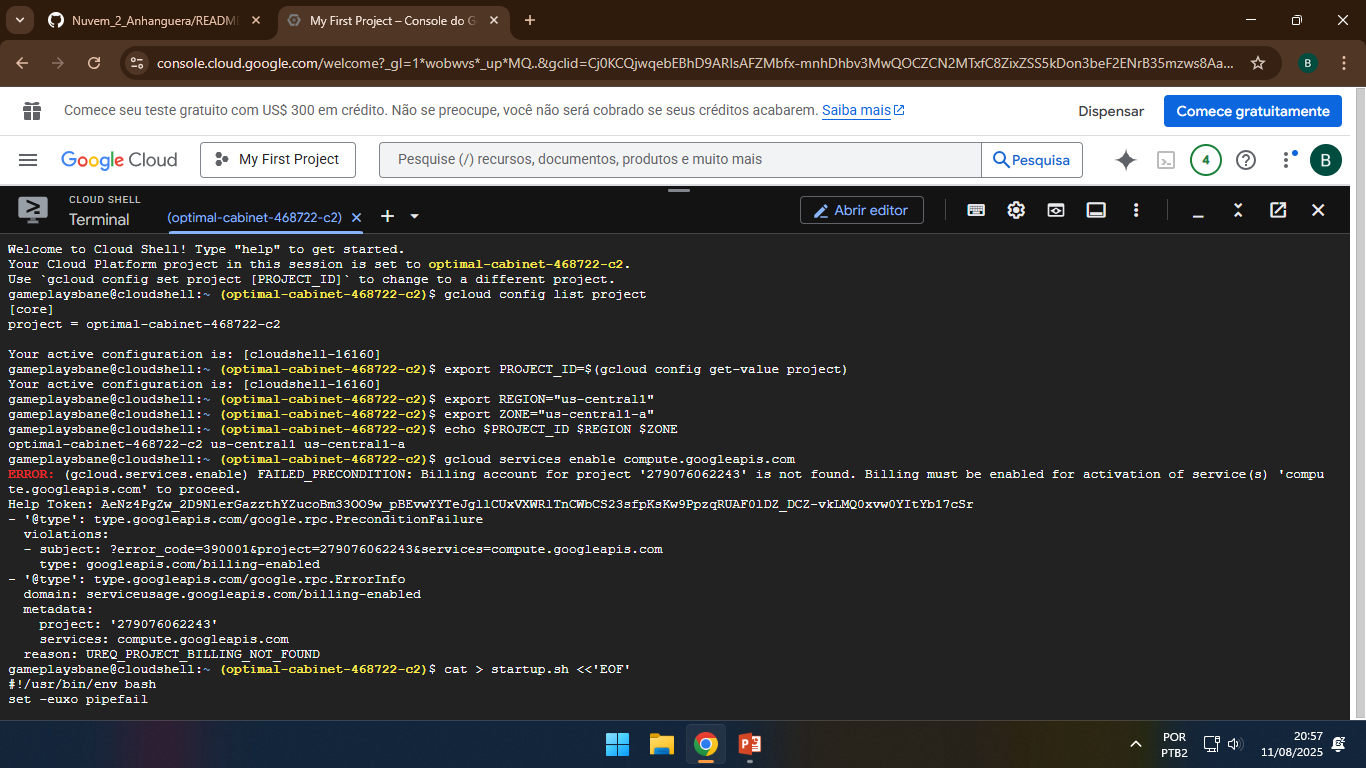 Nuvem_2_Anhanguera/README
My First Project – Console do G
console.cloud.google.com/welcome?_gl=1*wobwvs*_up*MQ..&gclid=Cj0KCQjwqebEBhD9ARIsAFZMbfx-mnhDhbv3MwQOCZCN2MTxfC8ZixZSS5kDon3beF2ENrB35mzws8Aa...
B
Comece seu teste gratuito com US$ 300 em crédito. Não se preocupe, você não será cobrado se seus créditos acabarem. Saiba mais
Dispensar
Comece gratuitamente
Google Cloud
My First Project
Pesquise (/) recursos, documentos, produtos e muito mais
Pesquisa
4
B
CLOUD SHELL
Terminal
(optimal-cabinet-468722-c2)
Abrir editor
Welcome to Cloud Shell! Type "help" to get started.
Your Cloud Platform project in this session is set to optimal-cabinet-468722-c2.
Use `gcloud config set project [PROJECT_ID]` to change to a different project.
gameplaysbane@cloudshell:~ (optimal-cabinet-468722-c2)$ gcloud config list project
[core]
project = optimal-cabinet-468722-c2
Your active configuration is: [cloudshell-16160]
gameplaysbane@cloudshell:~ (optimal-cabinet-468722-c2)$ export PROJECT_ID=$(gcloud config get-value project)
Your active configuration is: [cloudshell-16160]
gameplaysbane@cloudshell:~ (optimal-cabinet-468722-c2)$ export REGION="us-central1"
gameplaysbane@cloudshell:~ (optimal-cabinet-468722-c2)$ export ZONE="us-central1-a"
gameplaysbane@cloudshell:~ (optimal-cabinet-468722-c2)$ echo $PROJECT_ID $REGION $ZONE
optimal-cabinet-468722-c2 us-central1 us-central1-a
gameplaysbane@cloudshell:~ (optimal-cabinet-468722-c2)$ gcloud services enable compute.googleapis.com
ERROR: (gcloud.services.enable) FAILED_PRECONDITION: Billing account for project '279076062243' is not found. Billing must be enabled for activation of service(s) 'compu
te.googleapis.com' to proceed.
Help Token: AeNz4PgZw_2D9NlerGazzthYZucoBm33OO9w_pBEvwYYTeJgllCUxVXWRlTnCWbCS23sfpKsKw9PpzqRUAF0lDZ_DCZ-vkLMQ0xvw0YItYb17cSr
- '@type': type.googleapis.com/google.rpc.PreconditionFailure
violations:
- subject: ?error_code=390001&project=279076062243&services=compute.googleapis.com
type: googleapis.com/billing-enabled
- '@type': type.googleapis.com/google.rpc.ErrorInfo
domain: serviceusage.googleapis.com/billing-enabled
metadata:
project: '279076062243'
services: compute.googleapis.com
reason: UREQ_PROJECT_BILLING_NOT_FOUND
gameplaysbane@cloudshell:~ (optimal-cabinet-468722-c2)$ cat > startup.sh <<'EOF'
#!/usr/bin/env bash
set -euxo pipefail
POR
PTB2
20:57
11/08/2025